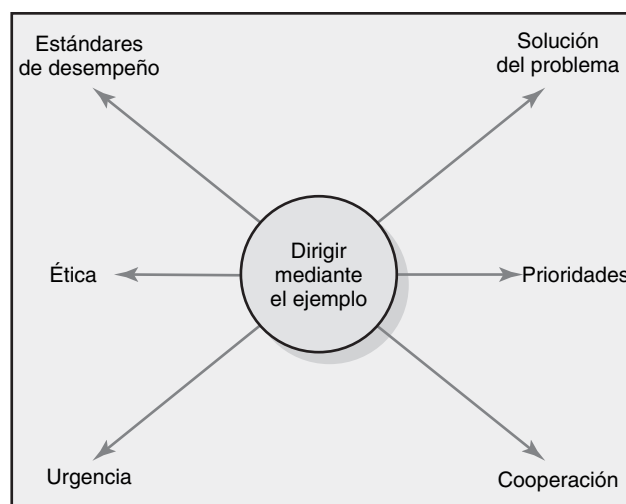 Estándares
de desempeño
Solución
del problema
Ética
Dirigir
mediante
el ejemplo
Prioridades
Urgencia
Cooperación